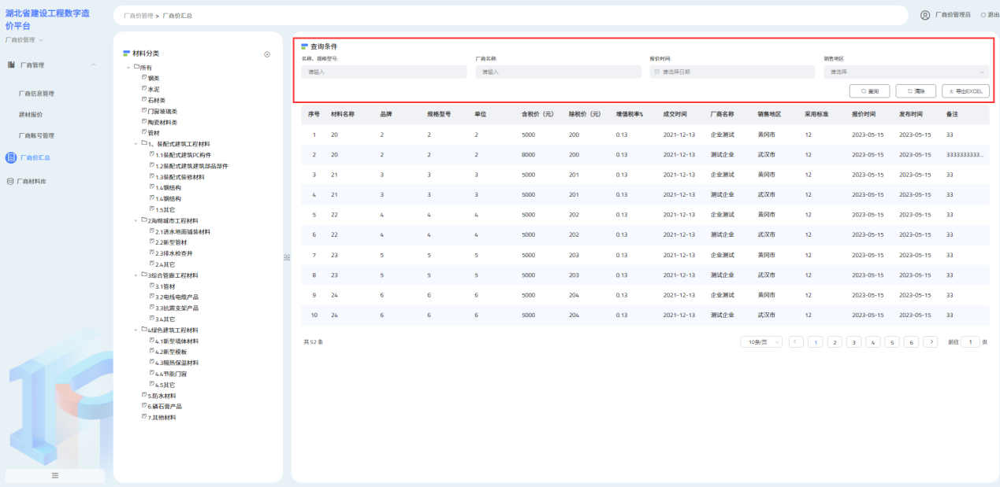 湖北省建设工程数字造
价平台
厂商价管理
厂商管理
厂商信息管理
建材报价
厂商账号管理
厂商价汇总
厂商材料库
厂商价管理 > 厂商价汇总
厂商价管理员 退出
材料分类
所有
钢类
水泥
石材类
门窗玻璃类
陶瓷材料类
管材
1、装配式建筑工程材料
1.1装配式建筑PC构件
1.2装配式建筑建筑部品部件
1.3装配式装修材料
1.4钢结构
1.4钢结构
1.5其它
2海绵城市工程材料
2.1透水地面铺装材料
2.2新型管材
2.3排水检查井
2.4其它
3综合管廊工程材料
3.1管材
3.2电线电缆产品
3.3抗震支架产品
3.4其它
4绿色建筑工程材料
4.1新型墙体材料
4.2新型模板
4.3隔热保温材料
4.4节能门窗
4.5其它
5.防水材料
6.磷石膏产品
7.其他材料
查询条件
名称、规格型号: 厂商名称: 报价时间: 销售地区
请输入 请输入 请选择日期 请选择
查询 清除 导出EXCEL
序号 材料名称 品牌 规格型号 单位 含税价（元） 除税价（元） 增值税率% 成交时间 厂商名称 销售地区 采用标准 报价时间 发布时间 备注
1 20 2 2 2 5000 200 0.13 2021-12-13 企业测试 黄冈市 12 2023-05-15 2023-05-15 33
2 20 2 2 2 8000 200 0.13 2021-12-13 测试企业 武汉市 12 2023-05-15 2023-05-15 3333333333...
3 21 3 3 3 5000 201 0.13 2021-12-13 企业测试 黄冈市 12 2023-05-15 2023-05-15 33
4 21 3 3 3 5000 201 0.13 2021-12-13 测试企业 武汉市 12 2023-05-15 2023-05-15 33
5 22 4 4 4 5000 202 0.13 2021-12-13 企业测试 黄冈市 12 2023-05-15 2023-05-15 33
6 22 4 4 4 5000 202 0.13 2021-12-13 测试企业 武汉市 12 2023-05-15 2023-05-15 33
7 23 5 5 5 5000 203 0.13 2021-12-13 企业测试 黄冈市 12 2023-05-15 2023-05-15 33
8 23 5 5 5 5000 203 0.13 2021-12-13 测试企业 武汉市 12 2023-05-15 2023-05-15 33
9 24 6 6 6 5000 204 0.13 2021-12-13 企业测试 黄冈市 12 2023-05-15 2023-05-15 33
10 24 6 6 6 5000 204 0.13 2021-12-13 测试企业 武汉市 12 2023-05-15 2023-05-15 33
共 52 条 10条/页 < 1 2 3 4 5 6 > 前往 1 页